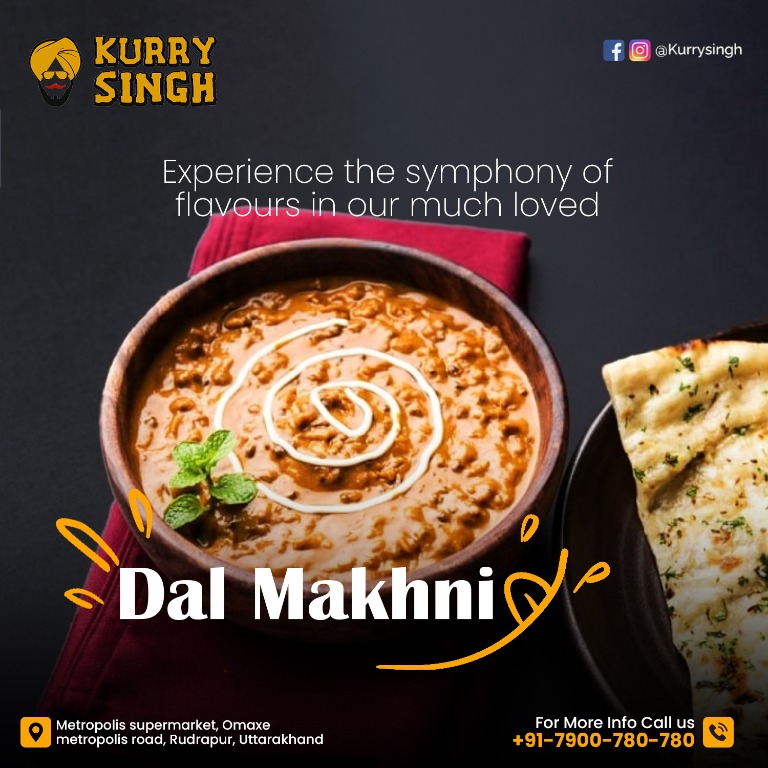 KURRY
SINGH
@Kurrysingh
Experience the symphony of
flavours in our much loved
Dal Makhni
Metropolis supermarket, Omaxe
metropolis road, Rudrapur, Uttarakhand
For More Info Call us
+91-7900-780-780